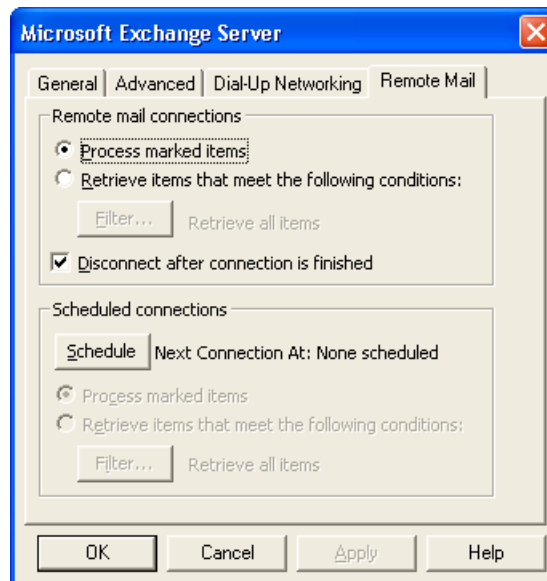 Microsoft Exchange Server
General Advanced Dial-Up Networking Remote Mail
Remote mail connections
Process marked items
Retrieve items that meet the following conditions:
Filter... Retrieve all items
Disconnect after connection is finished
Scheduled connections
Schedule Next Connection At: None scheduled
Process marked items
Retrieve items that meet the following conditions:
Filter... Retrieve all items
OK Cancel Apply Help